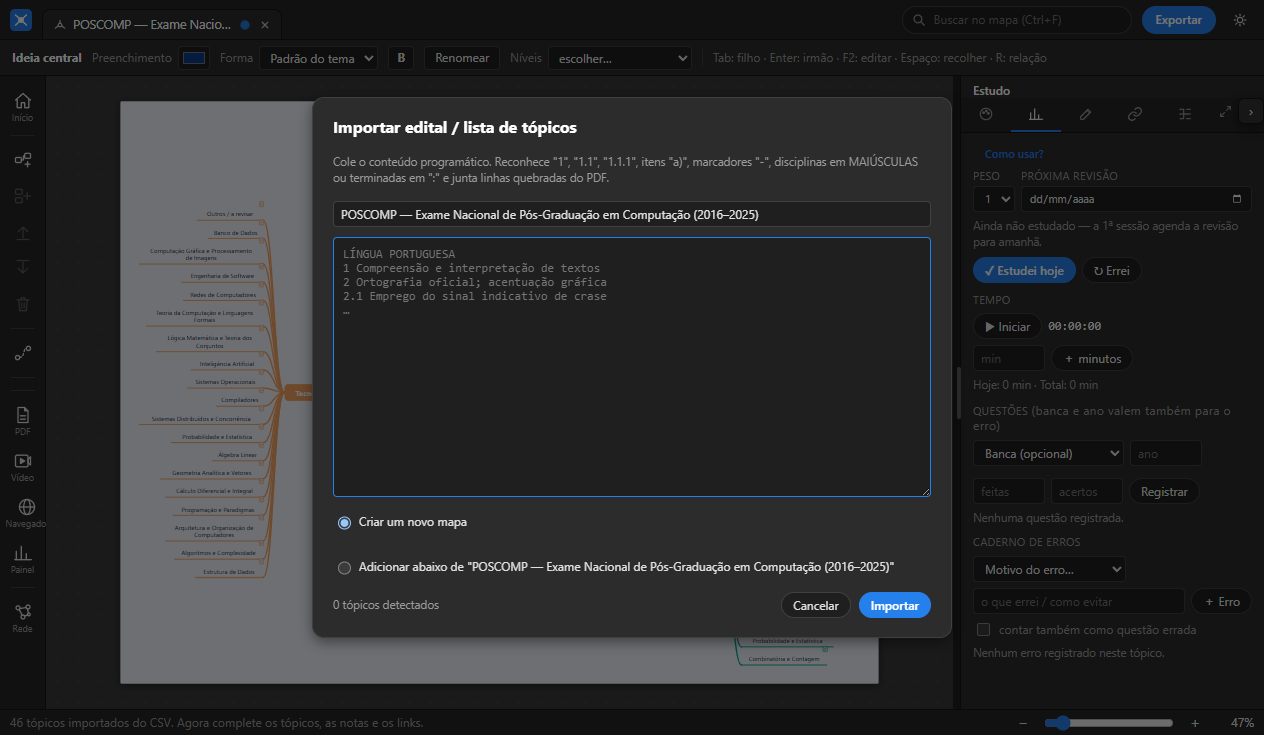 POSCOMP — Exame Nacio...
Buscar no mapa (Ctrl+F)
Exportar
Ideia central
Preenchimento
Forma
Padrão do tema
B
Renomear
Níveis
escolher...
Tab: filho · Enter: irmão · F2: editar · Espaço: recolher · R: relação
Início
PDF
Vídeo
Navegado
Painel
Rede
Outros / a revisar
Banco de Dados
Computação Gráfica e Processamento
de Imagens
Engenharia de Software
Redes de Computadores
Teoria da Computação e Linguagens
Formais
Lógica Matemática e Teoria dos
Conjuntos
Inteligência Artificial
Sistemas Operacionais
Compiladores
Sistemas Distribuídos e Concorrência
Probabilidade e Estatística
Álgebra Linear
Geometria Analítica e Vetores
Cálculo Diferencial e Integral
Programação e Paradigmas
Arquitetura e Organização de
Computadores
Algoritmos e Complexidade
Estrutura de Dados
Importar edital / lista de tópicos
Cole o conteúdo programático. Reconhece "1", "1.1", "1.1.1", itens "a)", marcadores "-", disciplinas em MAIÚSCULAS
ou terminadas em ":" e junta linhas quebradas do PDF.
POSCOMP — Exame Nacional de Pós-Graduação em Computação (2016–2025)
LÍNGUA PORTUGUESA
1 Compreensão e interpretação de textos
2 Ortografia oficial; acentuação gráfica
2.1 Emprego do sinal indicativo de crase
…
Criar um novo mapa
Adicionar abaixo de "POSCOMP — Exame Nacional de Pós-Graduação em Computação (2016–2025)"
0 tópicos detectados
Cancelar
Importar
Probabilidade e Estatística
Combinatória e Contagem
Estudo
Como usar?
PESO
PRÓXIMA REVISÃO
1
dd/mm/aaaa
Ainda não estudado — a 1ª sessão agenda a revisão
para amanhã.
✓ Estudei hoje
↻ Errei
TEMPO
▶ Iniciar
00:00:00
min
+ minutos
Hoje: 0 min · Total: 0 min
QUESTÕES (banca e ano valem também para o
erro)
Banca (opcional)
ano
feitas
acertos
Registrar
Nenhuma questão registrada.
CADERNO DE ERROS
Motivo do erro...
o que errei / como evitar
+ Erro
contar também como questão errada
Nenhum erro registrado neste tópico.
46 tópicos importados do CSV. Agora complete os tópicos, as notas e os links.
−
+
47%